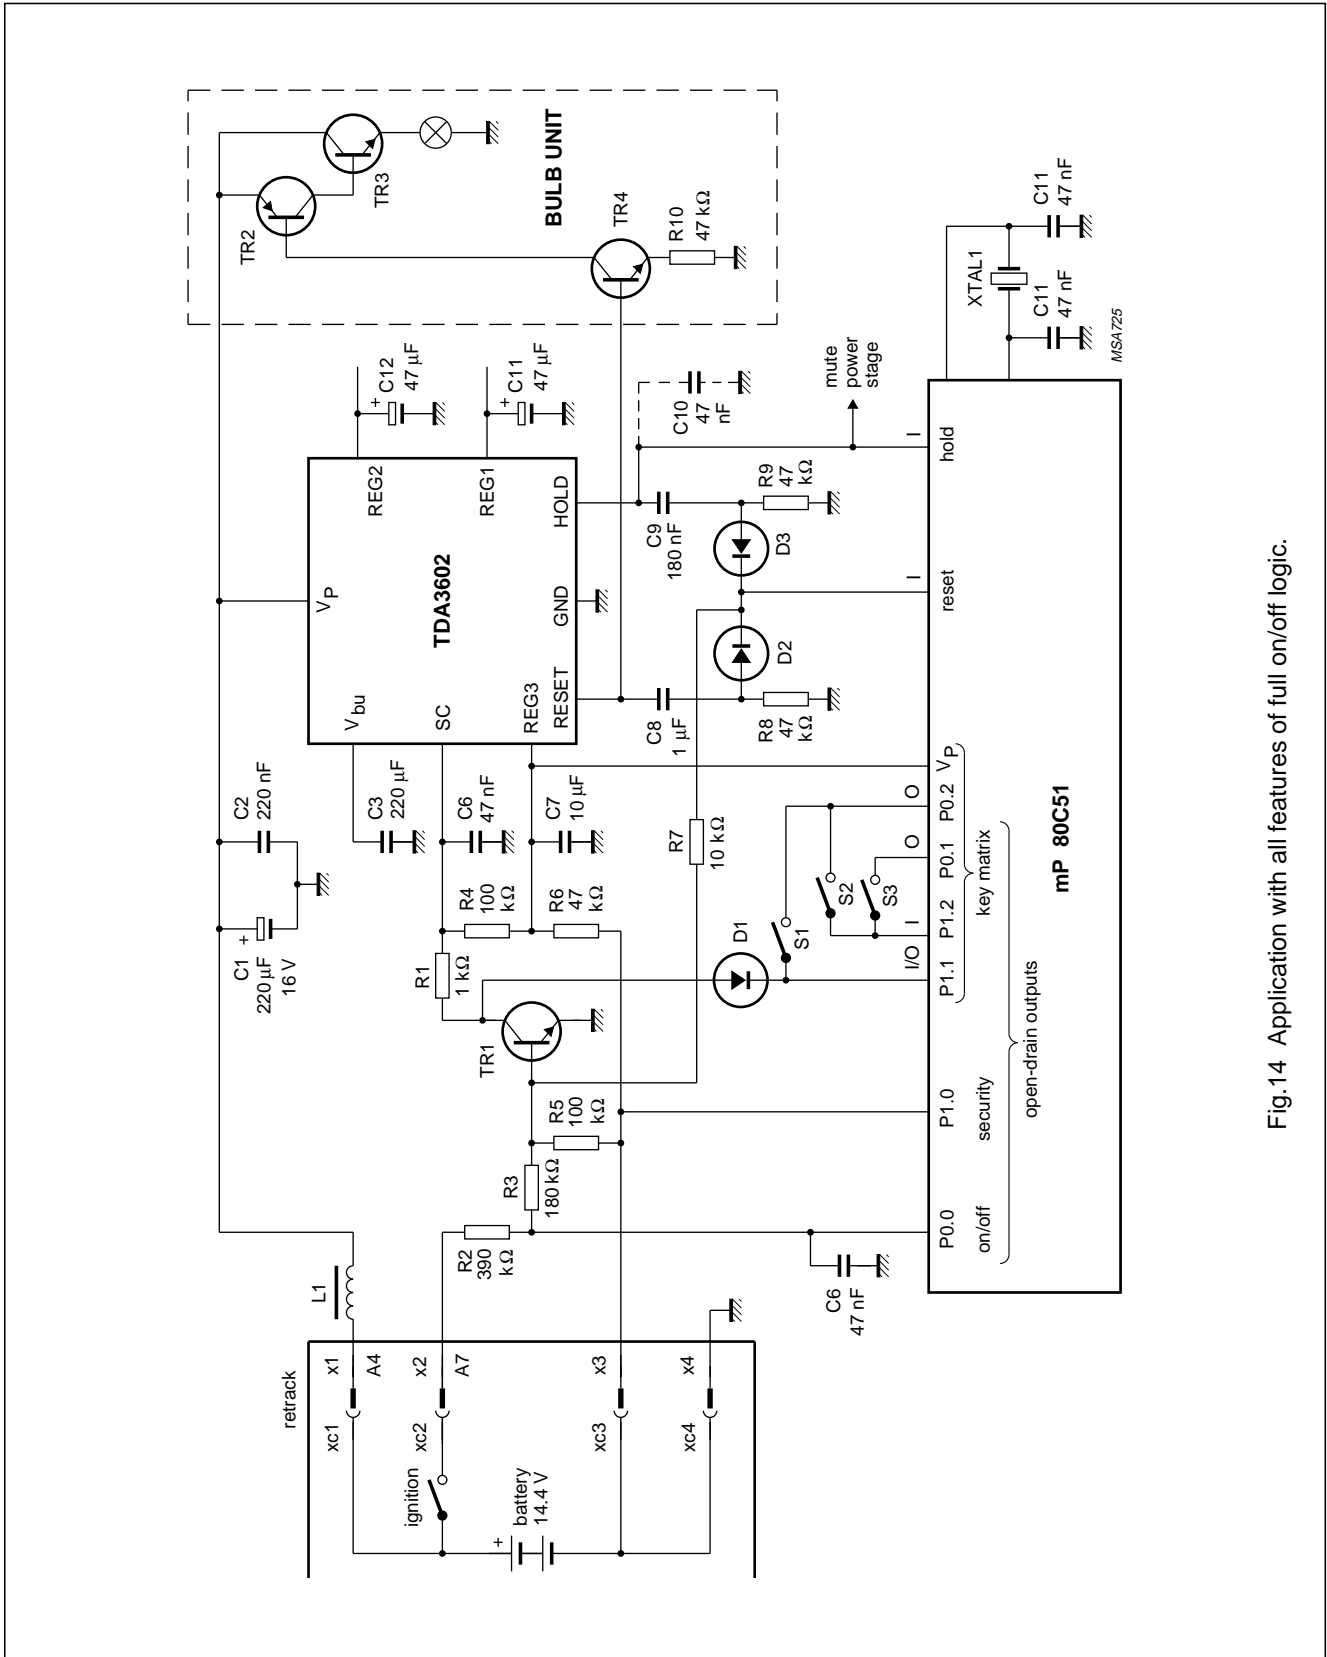 BULB UNIT
TR2
TR3
TR4
R10
47 kΩ
C12
47 µF
+
C11
47 µF
+
REG2
REG1
HOLD
VP
TDA3602
GND
Vbu
SC
REG3
RESET
C10
47
nF
mute
power
stage
XTAL1
C11
47 nF
C11
47 nF
MSA725
C2
220 nF
C1
220 µF
16 V
+
C3
220 µF
C6
47 nF
C7
10 µF
R4
100
kΩ
R6
47
kΩ
R1
1 kΩ
TR1
C9
180 nF
R9
47
kΩ
D3
D2
C8
1 µF
R8
47
kΩ
R7
10 kΩ
D1
S1
S2
S3
R5
100
kΩ
R3
180 kΩ
R2
390
kΩ
C6
47 nF
L1
retrack
x1
A4
x2
A7
x3
x4
xc1
xc2
xc3
xc4
ignition
battery
14.4 V
+
I
hold
I
reset
VP
O
P0.2
O
P0.1
I
P1.2
I/O
P1.1
key matrix
P1.0
security
P0.0
on/off
open-drain outputs
mP 80C51
Fig.14 Application with all features of full on/off logic.